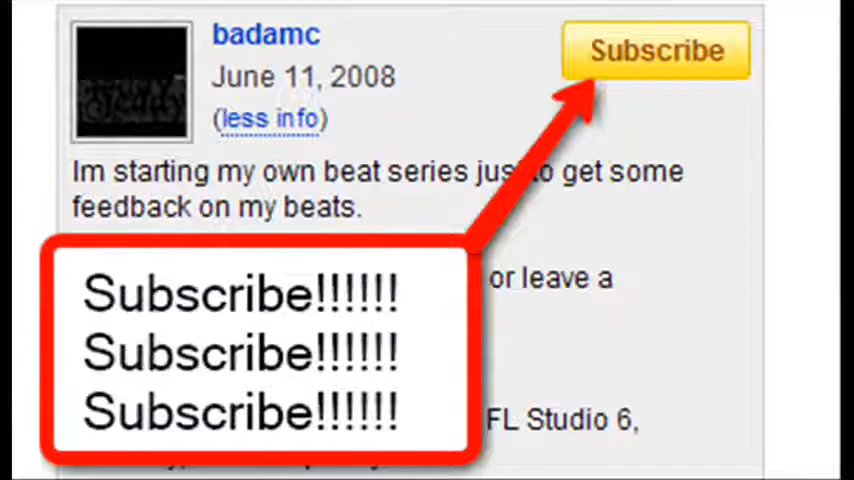 badamc
Subscribe
June 11, 2008
(less info)
Im starting my own beat series just to get some
feedback on my beats.
or leave a
Subscribe!!!!!!
Subscribe!!!!!!
Subscribe!!!!!!
FL Studio 6,